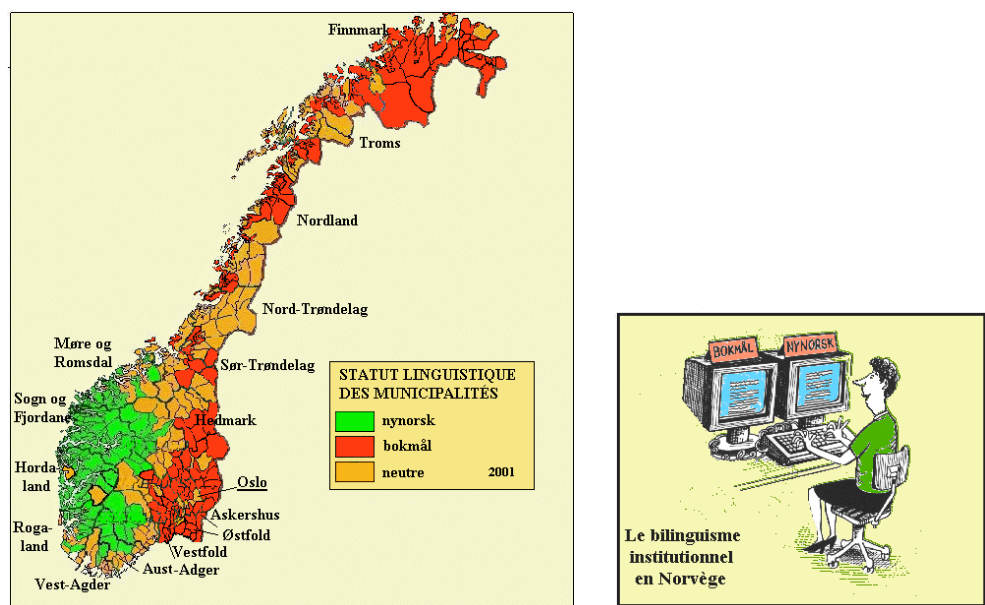 Finnmark
Troms
Nordland
Nord-Trøndelag
Møre og
Romsdal
Sør-Trøndelag
Sogn og
Fjordane
Hedmark
Horda-
land
Oslo
Roga-
land
Askershus
Østfold
Vestfold
Aust-Adger
Vest-Agder
STATUT LINGUISTIQUE
DES MUNICIPALITÉS
nynorsk
bokmål
neutre 2001
BOKMÅL
NYNORSK
Le bilinguisme
institutionnel
en Norvège